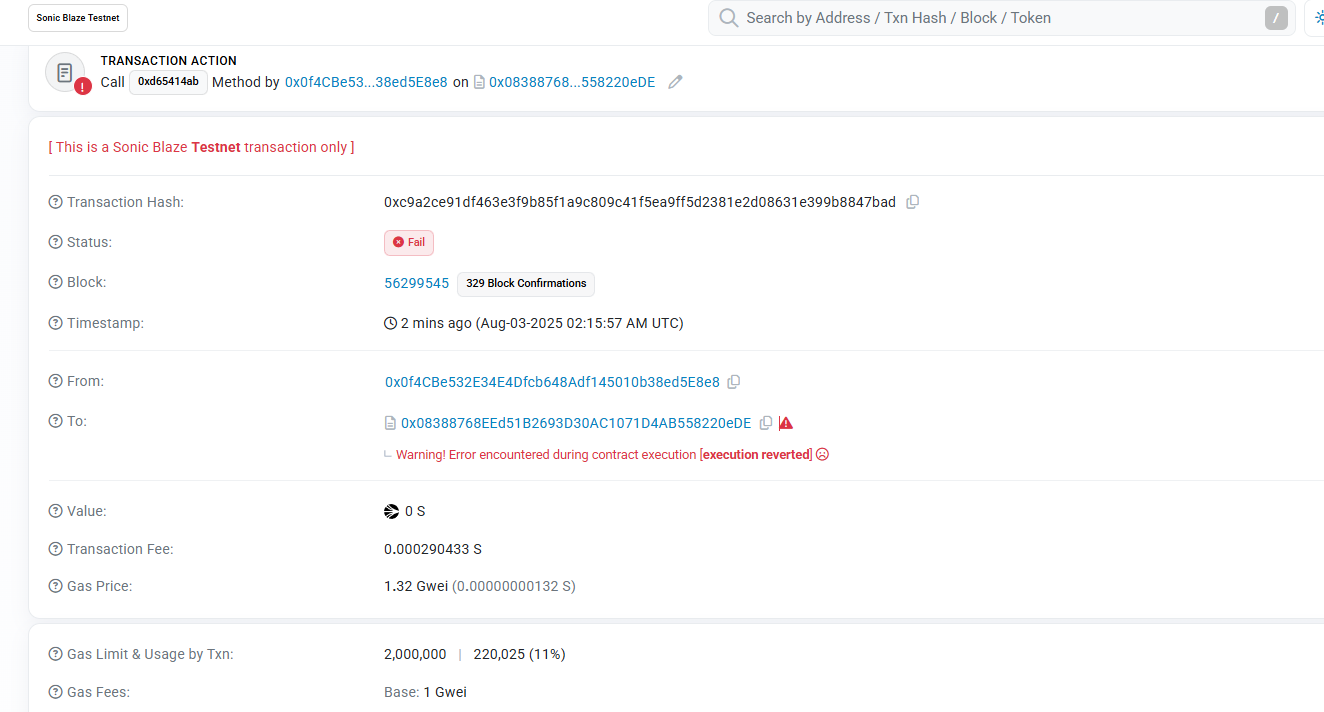 Sonic Blaze Testnet
Search by Address / Txn Hash / Block / Token
/
TRANSACTION ACTION
Call 0xd65414ab Method by 0x0f4CBe53...38ed5E8e8 on 0x08388768...558220eDE
[ This is a Sonic Blaze Testnet transaction only ]
Transaction Hash: 0xc9a2ce91df463e3f9b85f1a9c809c41f5ea9ff5d2381e2d08631e399b8847bad
Status: Fail
Block: 56299545 329 Block Confirmations
Timestamp: 2 mins ago (Aug-03-2025 02:15:57 AM UTC)
From: 0x0f4CBe532E34E4Dfcb648Adf145010b38ed5E8e8
To: 0x08388768EEd51B2693D30AC1071D4AB558220eDE
Warning! Error encountered during contract execution [execution reverted]
Value: 0 S
Transaction Fee: 0.000290433 S
Gas Price: 1.32 Gwei (0.00000000132 S)
Gas Limit & Usage by Txn: 2,000,000 | 220,025 (11%)
Gas Fees: Base: 1 Gwei